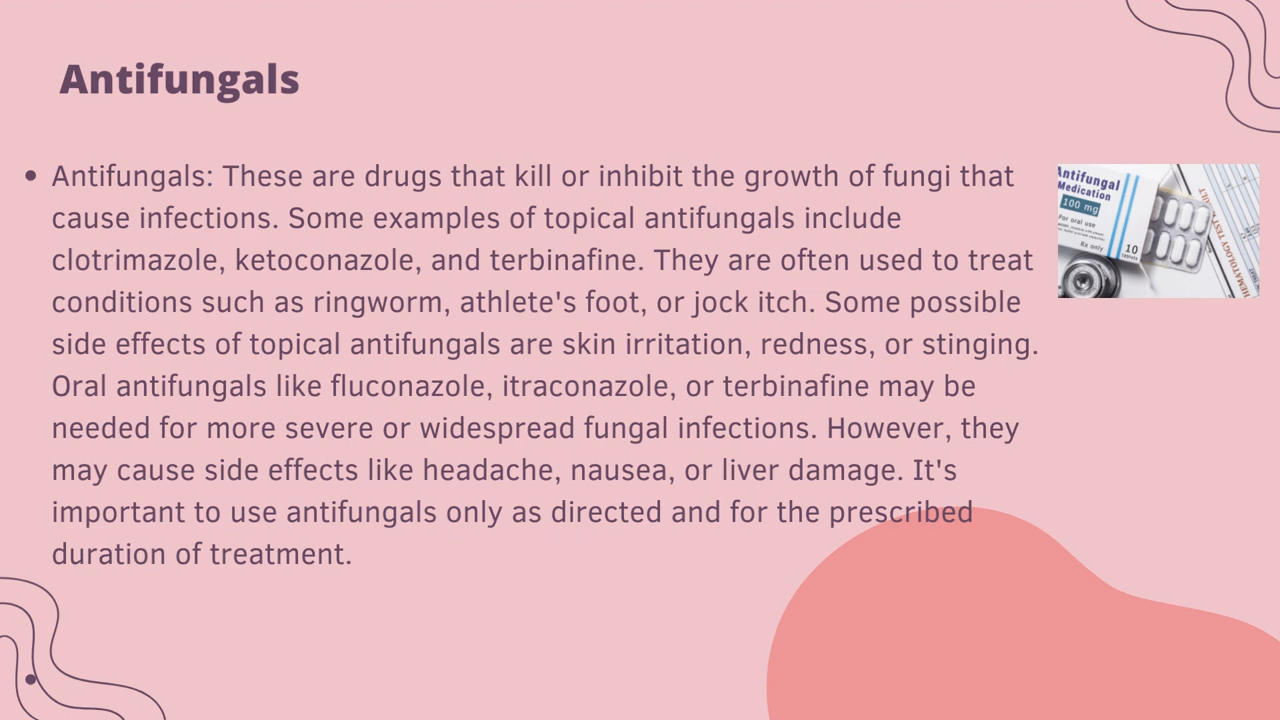 Antifungals
• Antifungals: These are drugs that kill or inhibit the growth of fungi that
cause infections. Some examples of topical antifungals include
clotrimazole, ketoconazole, and terbinafine. They are often used to treat
conditions such as ringworm, athlete's foot, or jock itch. Some possible
side effects of topical antifungals are skin irritation, redness, or stinging.
Oral antifungals like fluconazole, itraconazole, or terbinafine may be
needed for more severe or widespread fungal infections. However, they
may cause side effects like headache, nausea, or liver damage. It's
important to use antifungals only as directed and for the prescribed
duration of treatment.
Antifungal
Medication
100 mg
For oral use
Rx only
10
tablets
HEMATOLOGY TEST